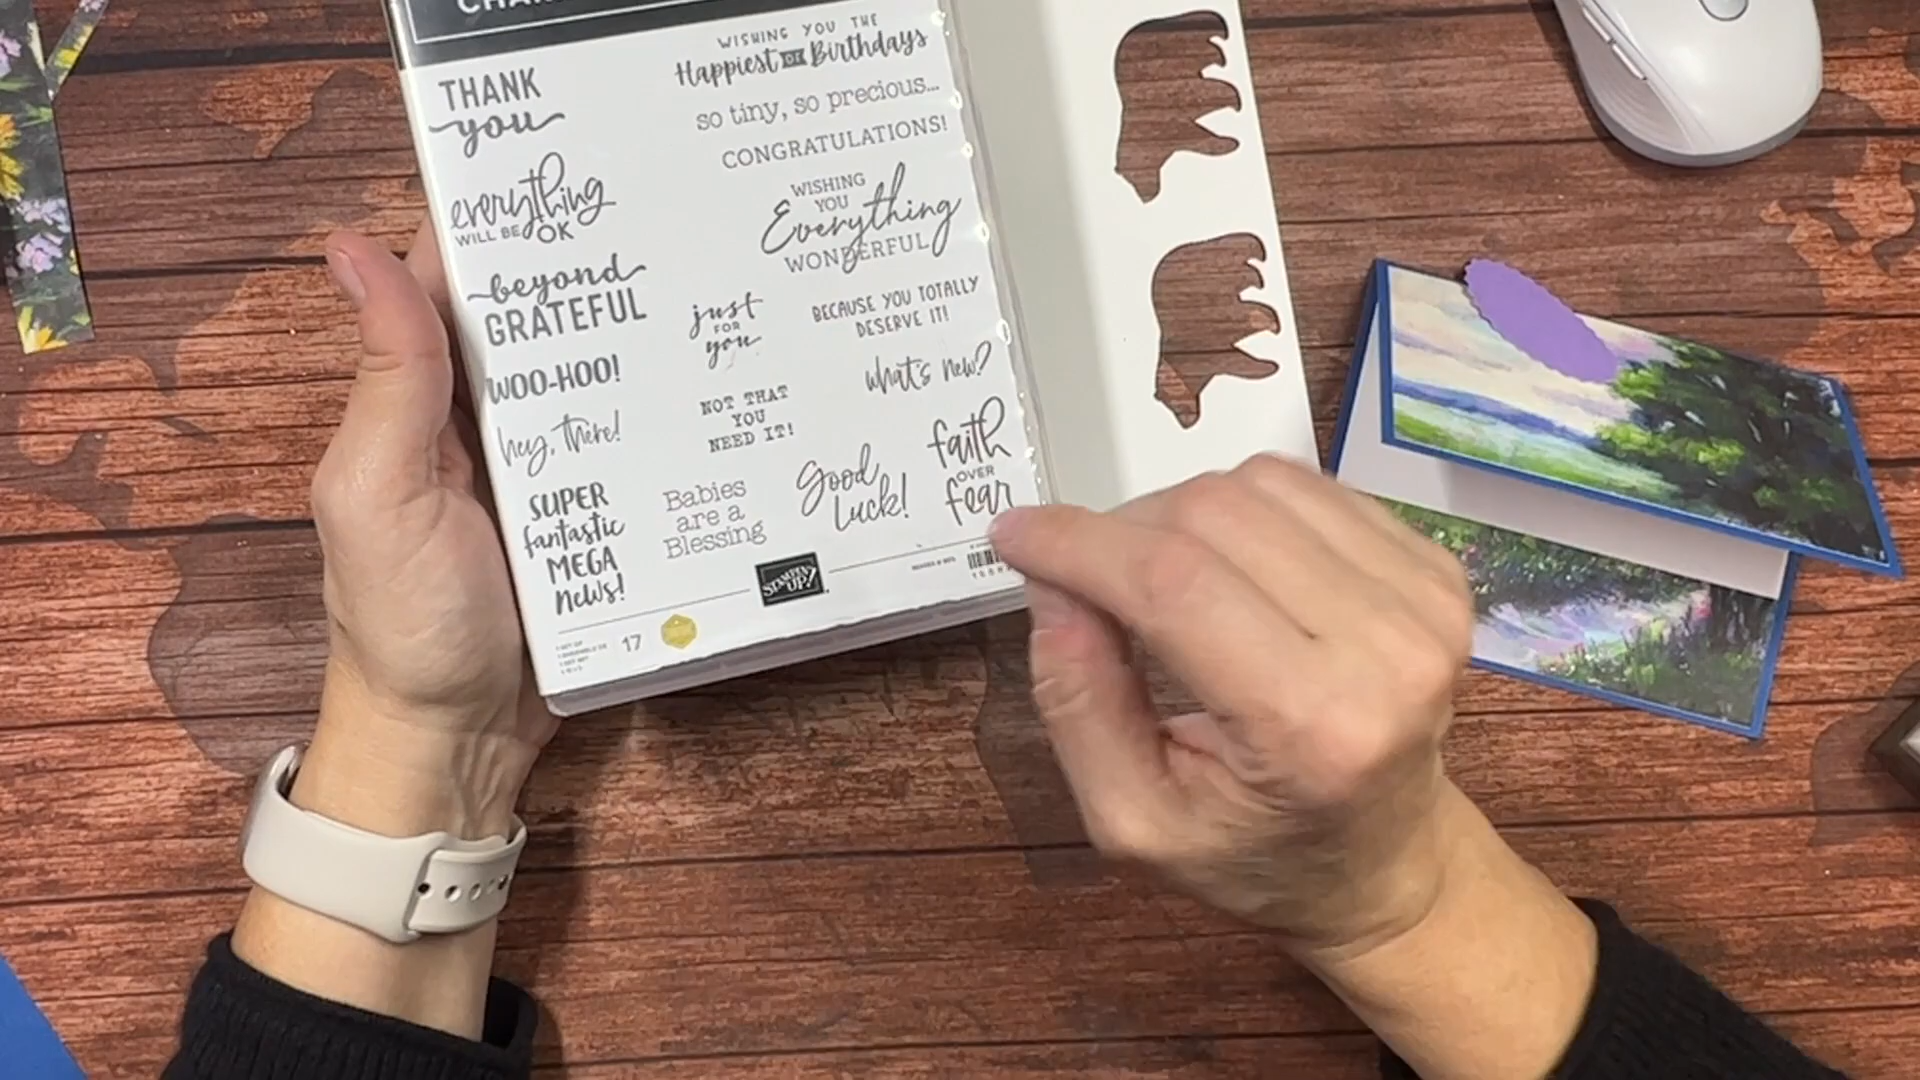 THANK
you
everything
WILL BE OK
beyond
GRATEFUL
WOO-HOO!
hey, there!
SUPER
fantastic
MEGA
news!
WISHING YOU THE
Happiest OF Birthdays
so tiny, so precious...
CONGRATULATIONS!
WISHING
YOU
Everything
WONDERFUL
just
FOR
you
BECAUSE YOU TOTALLY
DESERVE IT!
what's new?
NOT THAT
YOU
NEED IT!
Babies
are a
Blessing
Good
Luck!
faith
OVER
fear
STAMPIN'
UP!
17